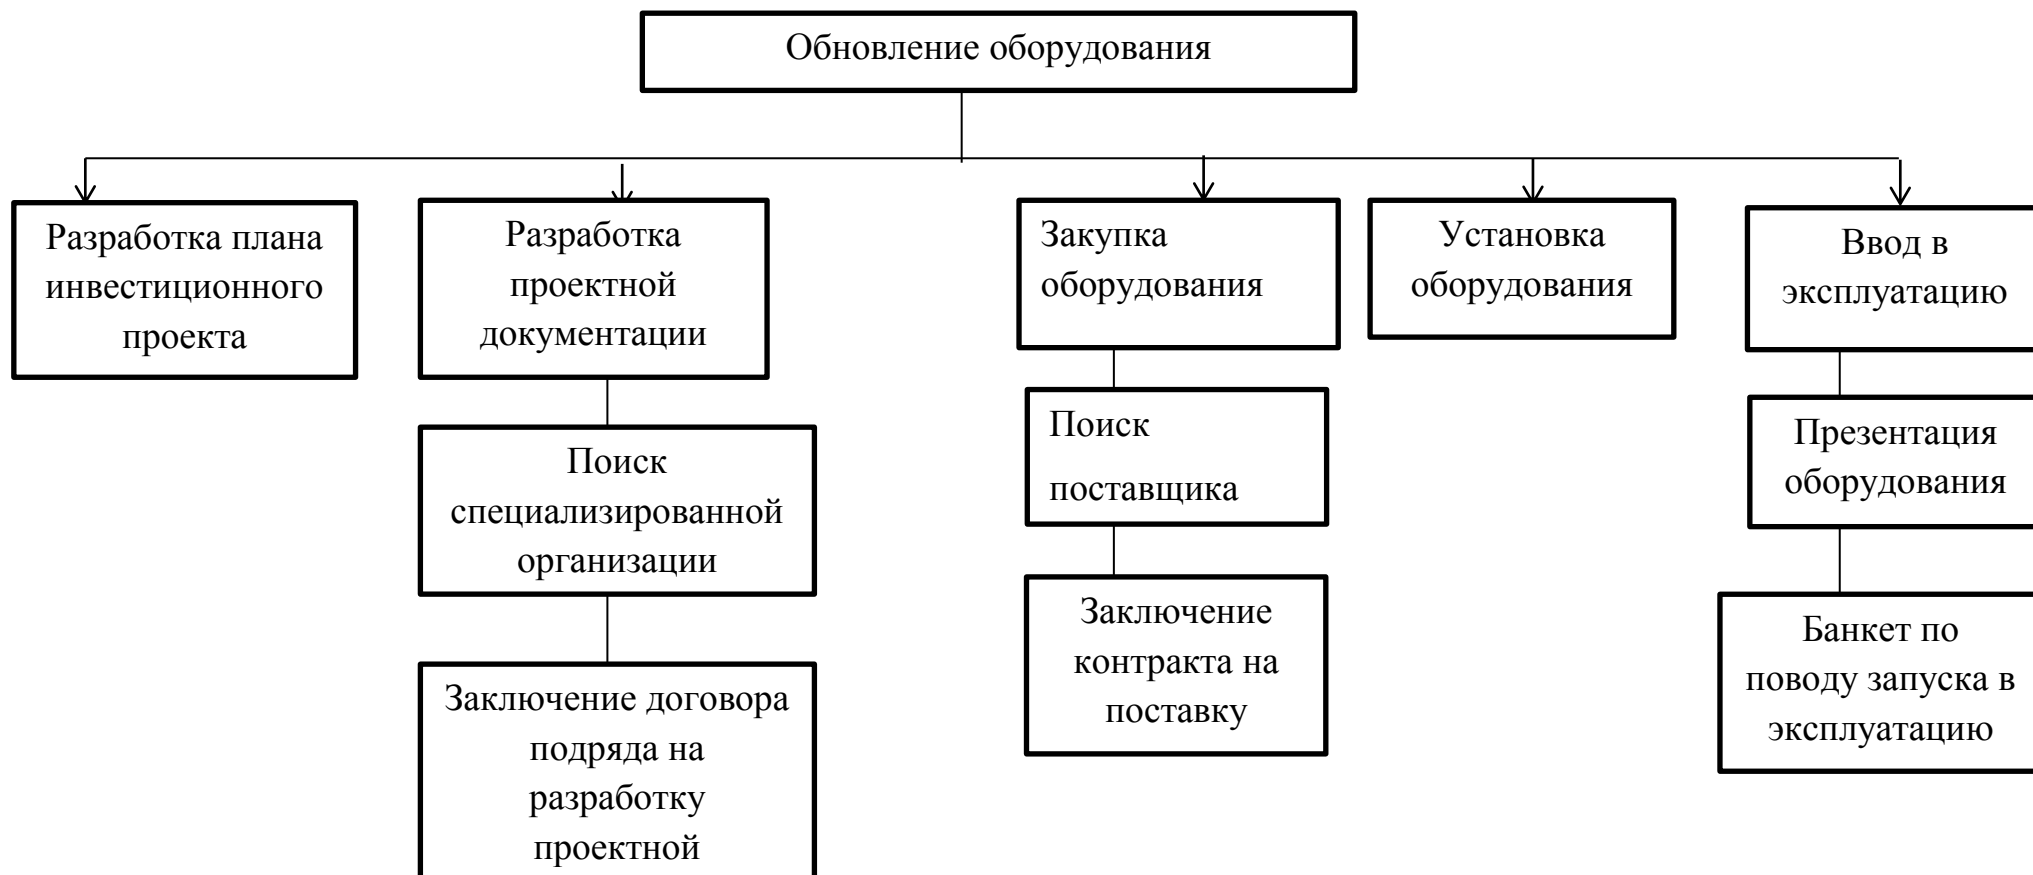 Обновление оборудования
Разработка плана
инвестиционного
проекта
Разработка
проектной
документации
Поиск
специализированной
организации
Заключение договора
подряда на
разработку
проектной
Закупка
оборудования
Поиск
поставщика
Заключение
контракта на
поставку
Установка
оборудования
Ввод в
эксплуатацию
Презентация
оборудования
Банкет по
поводу запуска в
эксплуатацию